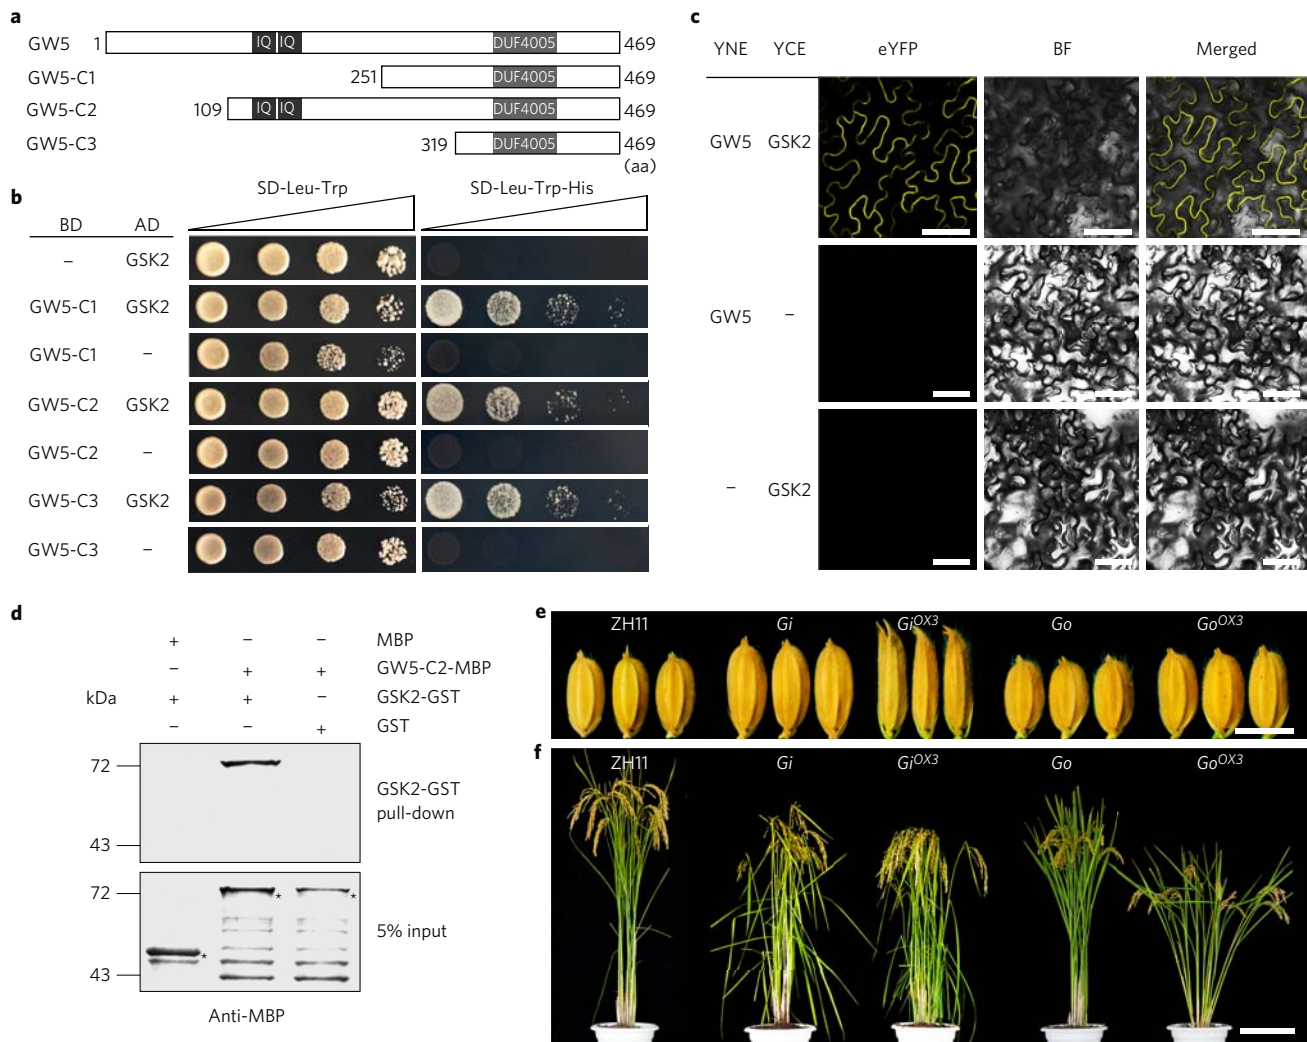 a
GW5 1 IQ IQ DUF4005 469
GW5-C1 251 DUF4005 469
GW5-C2 109 IQ IQ DUF4005 469
GW5-C3 319 DUF4005 469
(aa)
b
SD-Leu-Trp SD-Leu-Trp-His
BD AD
– GSK2
GW5-C1 GSK2
GW5-C1 –
GW5-C2 GSK2
GW5-C2 –
GW5-C3 GSK2
GW5-C3 –
c
YNE YCE eYFP BF Merged
GW5 GSK2
GW5 –
– GSK2
d
+ – – MBP
– + + GW5-C2-MBP
kDa + + – GSK2-GST
– – + GST
72
GSK2-GST
pull-down
43
72
* *
5% input
*
43
Anti-MBP
e
ZH11 Gi Gi^OX3 Go Go^OX3
f
ZH11 Gi Gi^OX3 Go Go^OX3